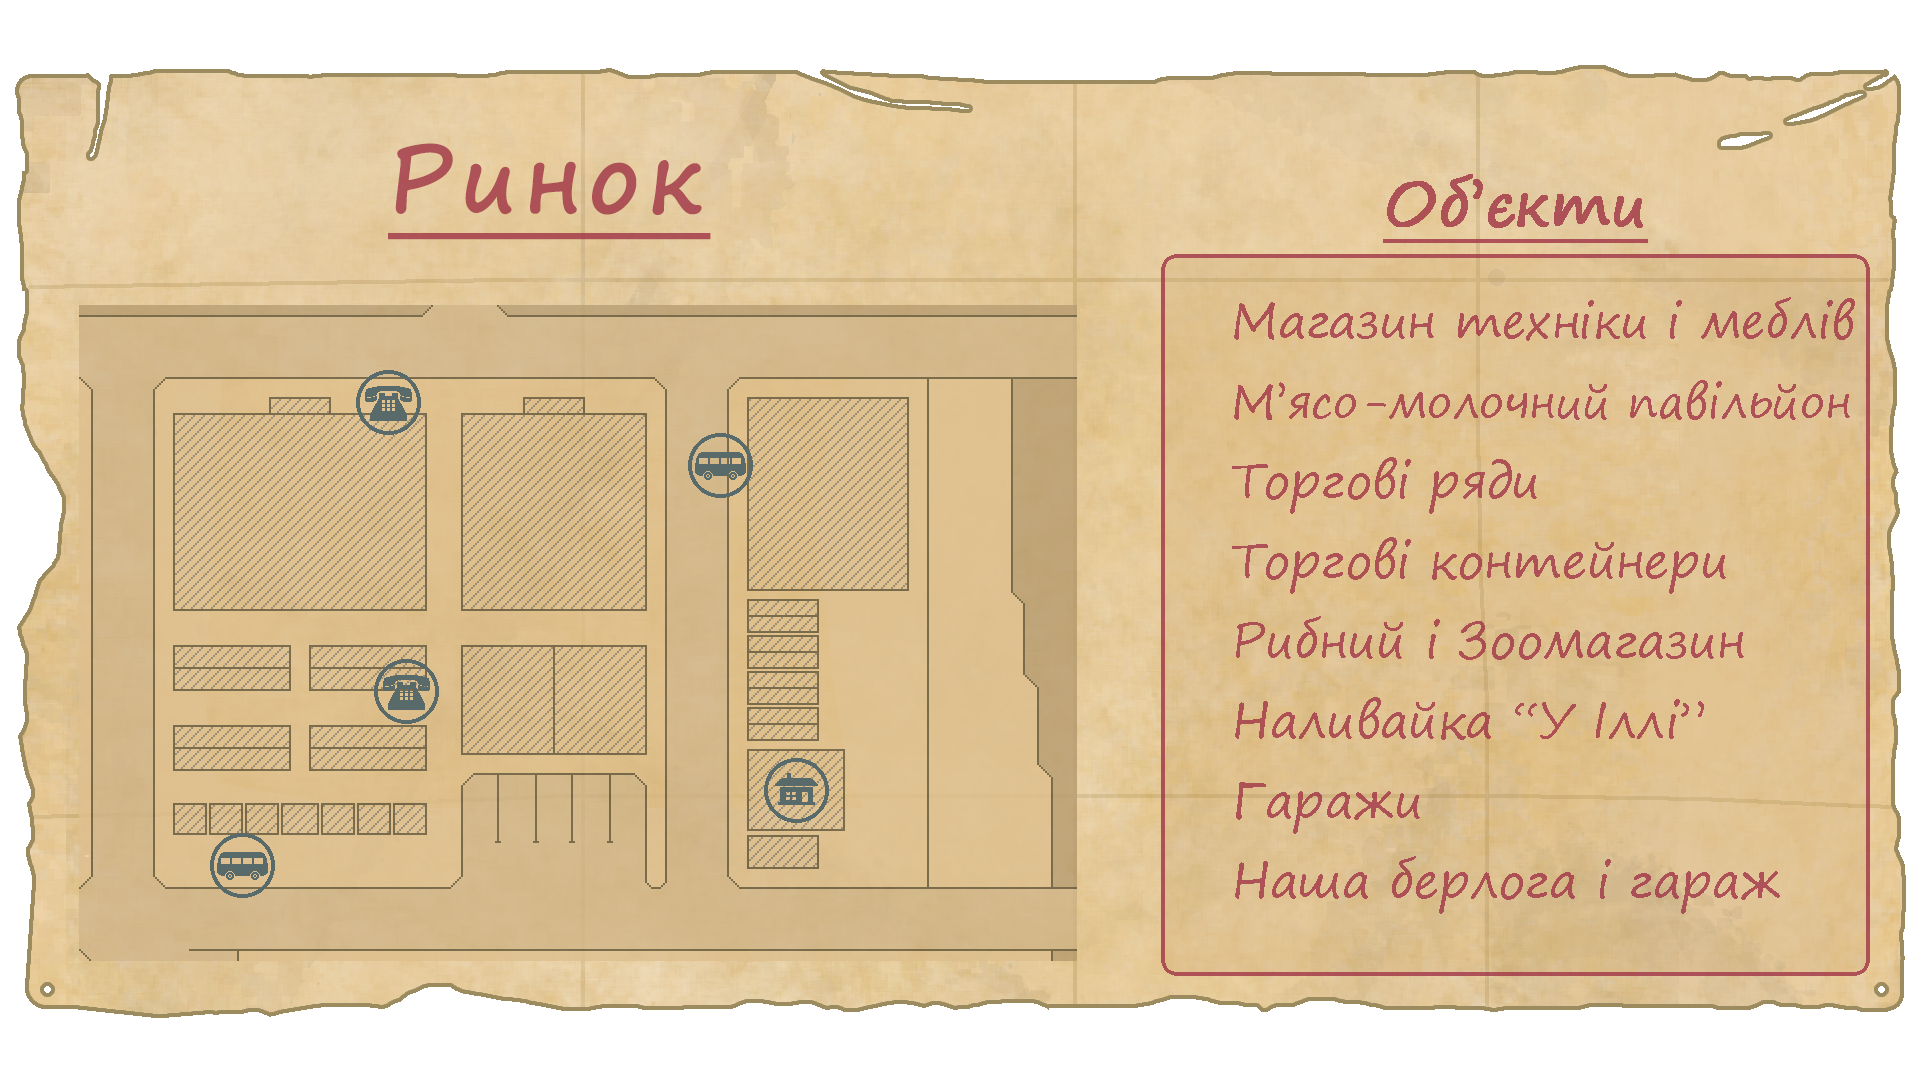 Ринок
Об'єкти
Магазин техніки і меблів
М'ясо-молочний павільйон
Торгові ряди
Торгові контейнери
Рибний і Зоомагазин
Наливайка “У Іллі”
Гаражи
Наша берлога і гараж